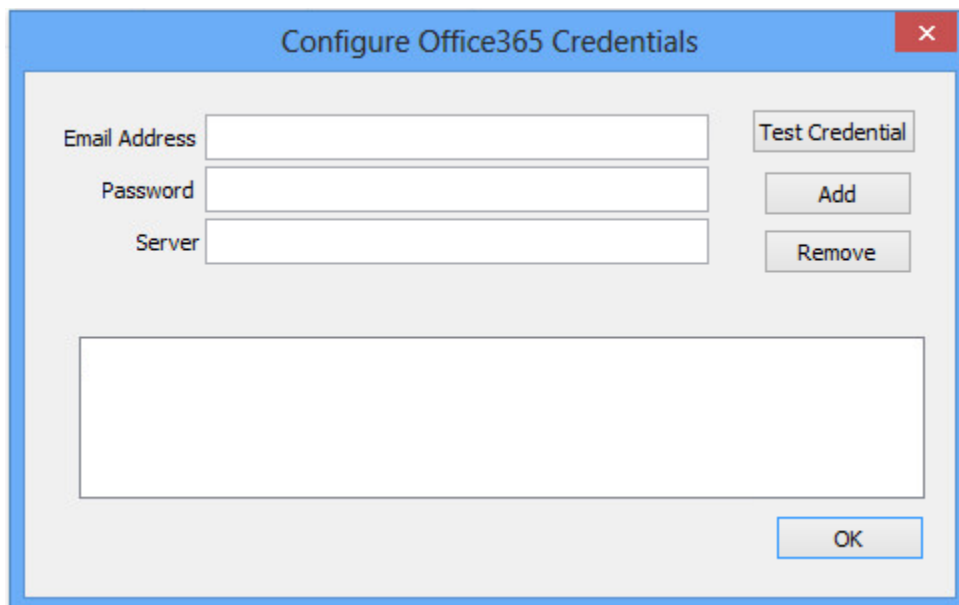 Configure Office365 Credentials
Email Address
Test Credential
Password
Add
Server
Remove
OK